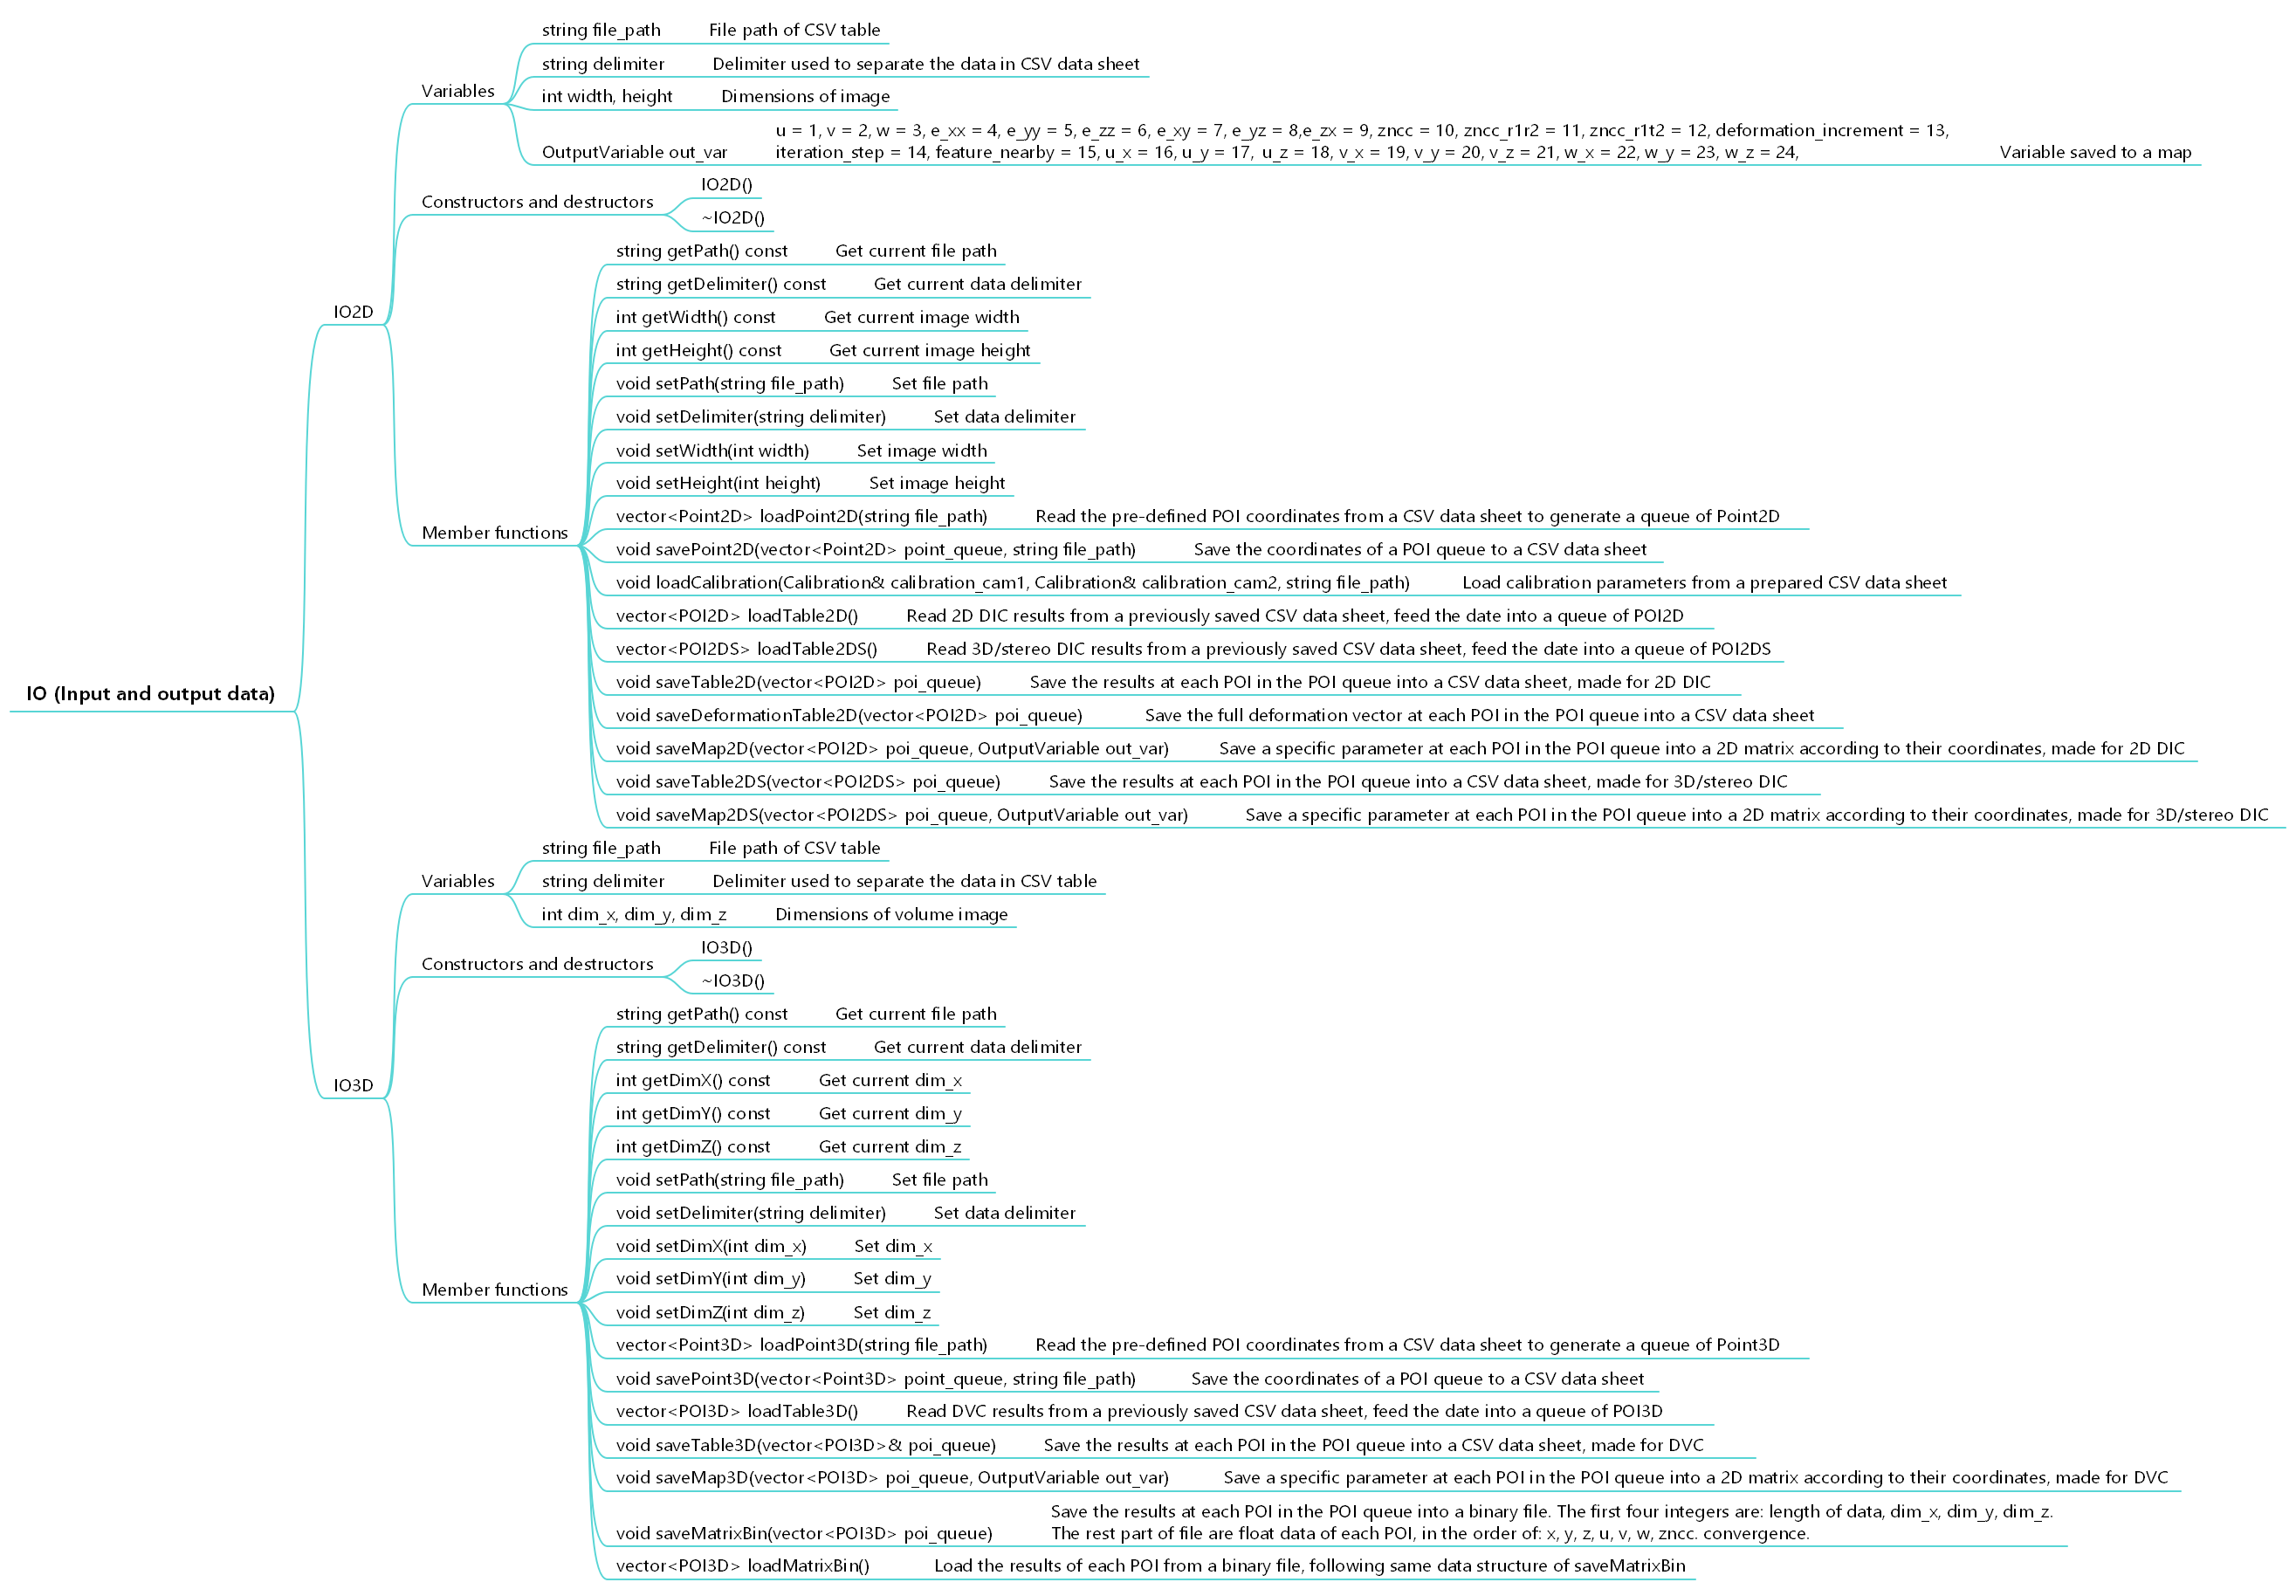 IO (Input and output data)
IO2D
Variables
string file_path File path of CSV table
string delimiter Delimiter used to separate the data in CSV data sheet
int width, height Dimensions of image
OutputVariable out_var
u = 1, v = 2, w = 3, e_xx = 4, e_yy = 5, e_zz = 6, e_xy = 7, e_yz = 8,e_zx = 9, zncc = 10, zncc_r1r2 = 11, zncc_r1t2 = 12, deformation_increment = 13,
iteration_step = 14, feature_nearby = 15, u_x = 16, u_y = 17, u_z = 18, v_x = 19, v_y = 20, v_z = 21, w_x = 22, w_y = 23, w_z = 24,
Variable saved to a map
Constructors and destructors
IO2D()
~IO2D()
Member functions
string getPath() const Get current file path
string getDelimiter() const Get current data delimiter
int getWidth() const Get current image width
int getHeight() const Get current image height
void setPath(string file_path) Set file path
void setDelimiter(string delimiter) Set data delimiter
void setWidth(int width) Set image width
void setHeight(int height) Set image height
vector<Point2D> loadPoint2D(string file_path) Read the pre-defined POI coordinates from a CSV data sheet to generate a queue of Point2D
void savePoint2D(vector<Point2D> point_queue, string file_path) Save the coordinates of a POI queue to a CSV data sheet
void loadCalibration(Calibration& calibration_cam1, Calibration& calibration_cam2, string file_path) Load calibration parameters from a prepared CSV data sheet
vector<POI2D> loadTable2D() Read 2D DIC results from a previously saved CSV data sheet, feed the date into a queue of POI2D
vector<POI2DS> loadTable2DS() Read 3D/stereo DIC results from a previously saved CSV data sheet, feed the date into a queue of POI2DS
void saveTable2D(vector<POI2D> poi_queue) Save the results at each POI in the POI queue into a CSV data sheet, made for 2D DIC
void saveDeformationTable2D(vector<POI2D> poi_queue) Save the full deformation vector at each POI in the POI queue into a CSV data sheet
void saveMap2D(vector<POI2D> poi_queue, OutputVariable out_var) Save a specific parameter at each POI in the POI queue into a 2D matrix according to their coordinates, made for 2D DIC
void saveTable2DS(vector<POI2DS> poi_queue) Save the results at each POI in the POI queue into a CSV data sheet, made for 3D/stereo DIC
void saveMap2DS(vector<POI2DS> poi_queue, OutputVariable out_var) Save a specific parameter at each POI in the POI queue into a 2D matrix according to their coordinates, made for 3D/stereo DIC
IO3D
Variables
string file_path File path of CSV table
string delimiter Delimiter used to separate the data in CSV table
int dim_x, dim_y, dim_z Dimensions of volume image
Constructors and destructors
IO3D()
~IO3D()
Member functions
string getPath() const Get current file path
string getDelimiter() const Get current data delimiter
int getDimX() const Get current dim_x
int getDimY() const Get current dim_y
int getDimZ() const Get current dim_z
void setPath(string file_path) Set file path
void setDelimiter(string delimiter) Set data delimiter
void setDimX(int dim_x) Set dim_x
void setDimY(int dim_y) Set dim_y
void setDimZ(int dim_z) Set dim_z
vector<Point3D> loadPoint3D(string file_path) Read the pre-defined POI coordinates from a CSV data sheet to generate a queue of Point3D
void savePoint3D(vector<Point3D> point_queue, string file_path) Save the coordinates of a POI queue to a CSV data sheet
vector<POI3D> loadTable3D() Read DVC results from a previously saved CSV data sheet, feed the date into a queue of POI3D
void saveTable3D(vector<POI3D>& poi_queue) Save the results at each POI in the POI queue into a CSV data sheet, made for DVC
void saveMap3D(vector<POI3D> poi_queue, OutputVariable out_var) Save a specific parameter at each POI in the POI queue into a 2D matrix according to their coordinates, made for DVC
void saveMatrixBin(vector<POI3D> poi_queue)
Save the results at each POI in the POI queue into a binary file. The first four integers are: length of data, dim_x, dim_y, dim_z.
The rest part of file are float data of each POI, in the order of: x, y, z, u, v, w, zncc. convergence.
vector<POI3D> loadMatrixBin() Load the results of each POI from a binary file, following same data structure of saveMatrixBin